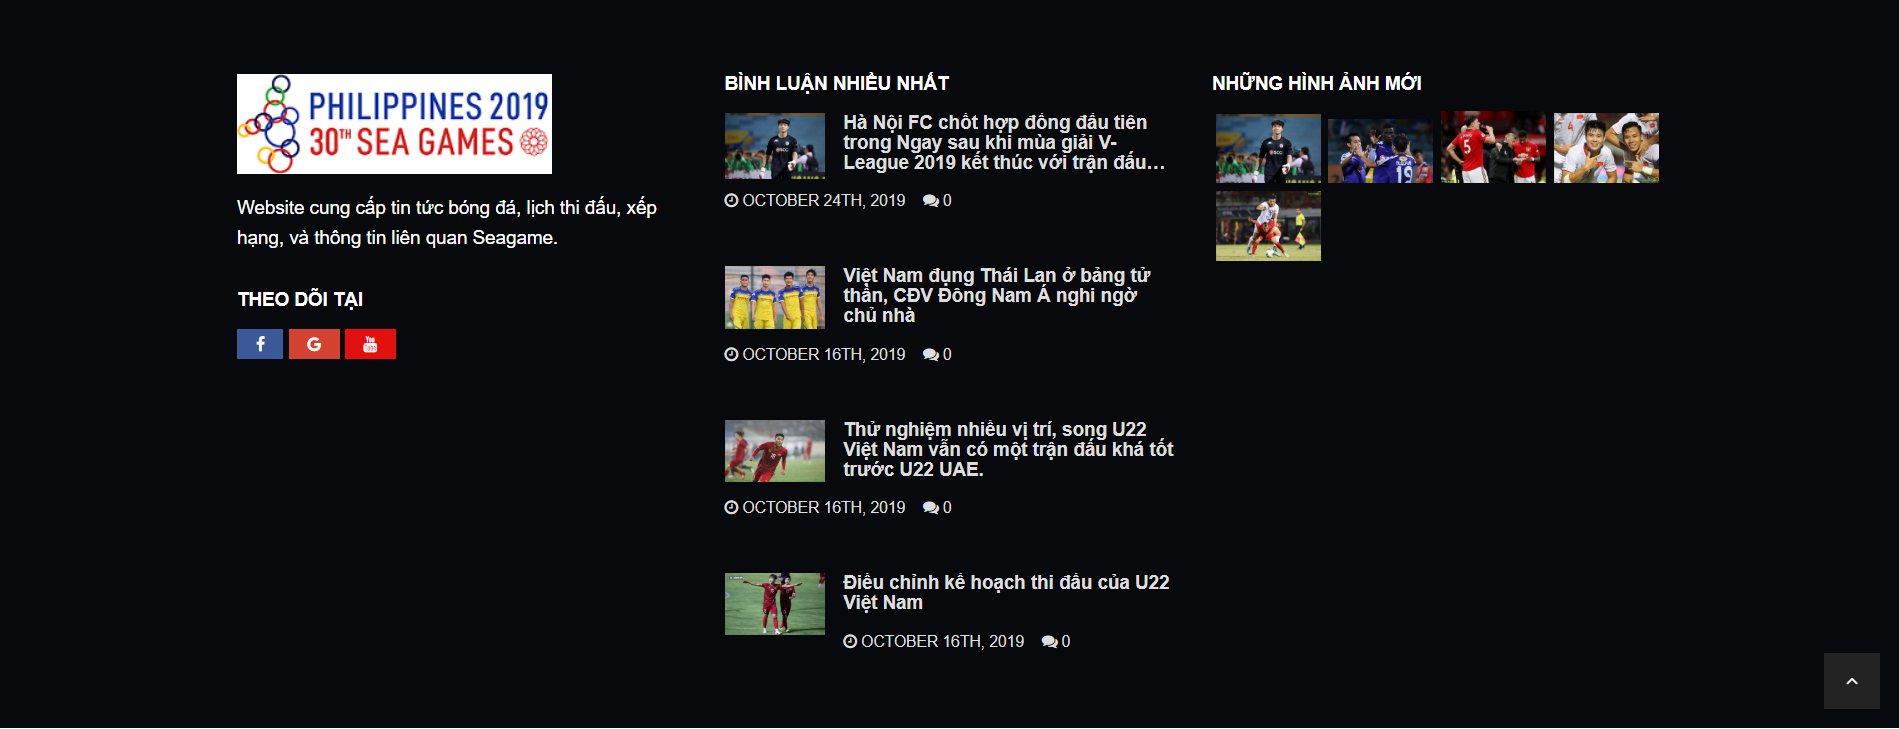 PHILIPPINES 2019
30TH SEA GAMES
Website cung cấp tin tức bóng đá, lịch thi đấu, xếp
hạng, và thông tin liên quan Seagame.
THEO DÕI TẠI
BÌNH LUẬN NHIỀU NHẤT
Hà Nội FC chốt hợp đồng đầu tiên
trong Ngay sau khi mùa giải V-
League 2019 kết thúc với trận đấu...
OCTOBER 24TH, 2019 0
Việt Nam đụng Thái Lan ở bảng tử
thần, CĐV Đông Nam Á nghi ngờ
chủ nhà
OCTOBER 16TH, 2019 0
Thử nghiệm nhiều vị trí, song U22
Việt Nam vẫn có một trận đấu khá tốt
trước U22 UAE.
OCTOBER 16TH, 2019 0
Điều chỉnh kế hoạch thi đấu của U22
Việt Nam
OCTOBER 16TH, 2019 0
NHỮNG HÌNH ẢNH MỚI